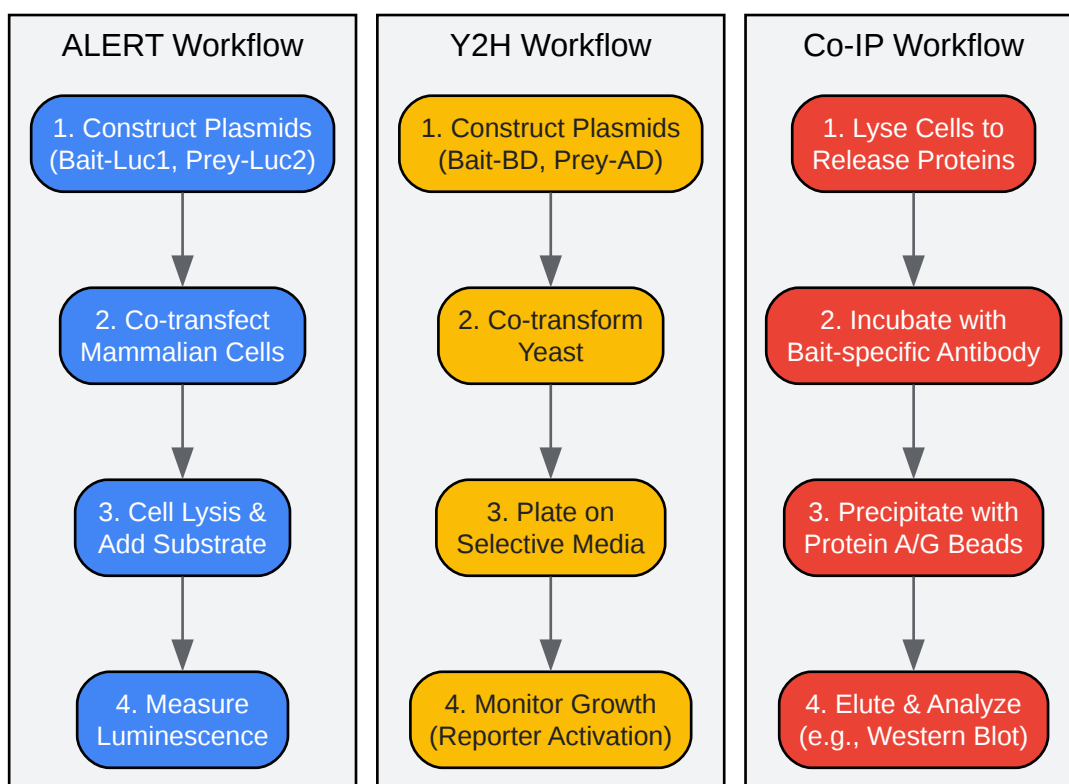 ALERT Workflow
1. Construct Plasmids
(Bait-Luc1, Prey-Luc2)
2. Co-transfect
Mammalian Cells
3. Cell Lysis &
Add Substrate
4. Measure
Luminescence
Y2H Workflow
1. Construct Plasmids
(Bait-BD, Prey-AD)
2. Co-transform
Yeast
3. Plate on
Selective Media
4. Monitor Growth
(Reporter Activation)
Co-IP Workflow
1. Lyse Cells to
Release Proteins
2. Incubate with
Bait-specific Antibody
3. Precipitate with
Protein A/G Beads
4. Elute & Analyze
(e.g., Western Blot)